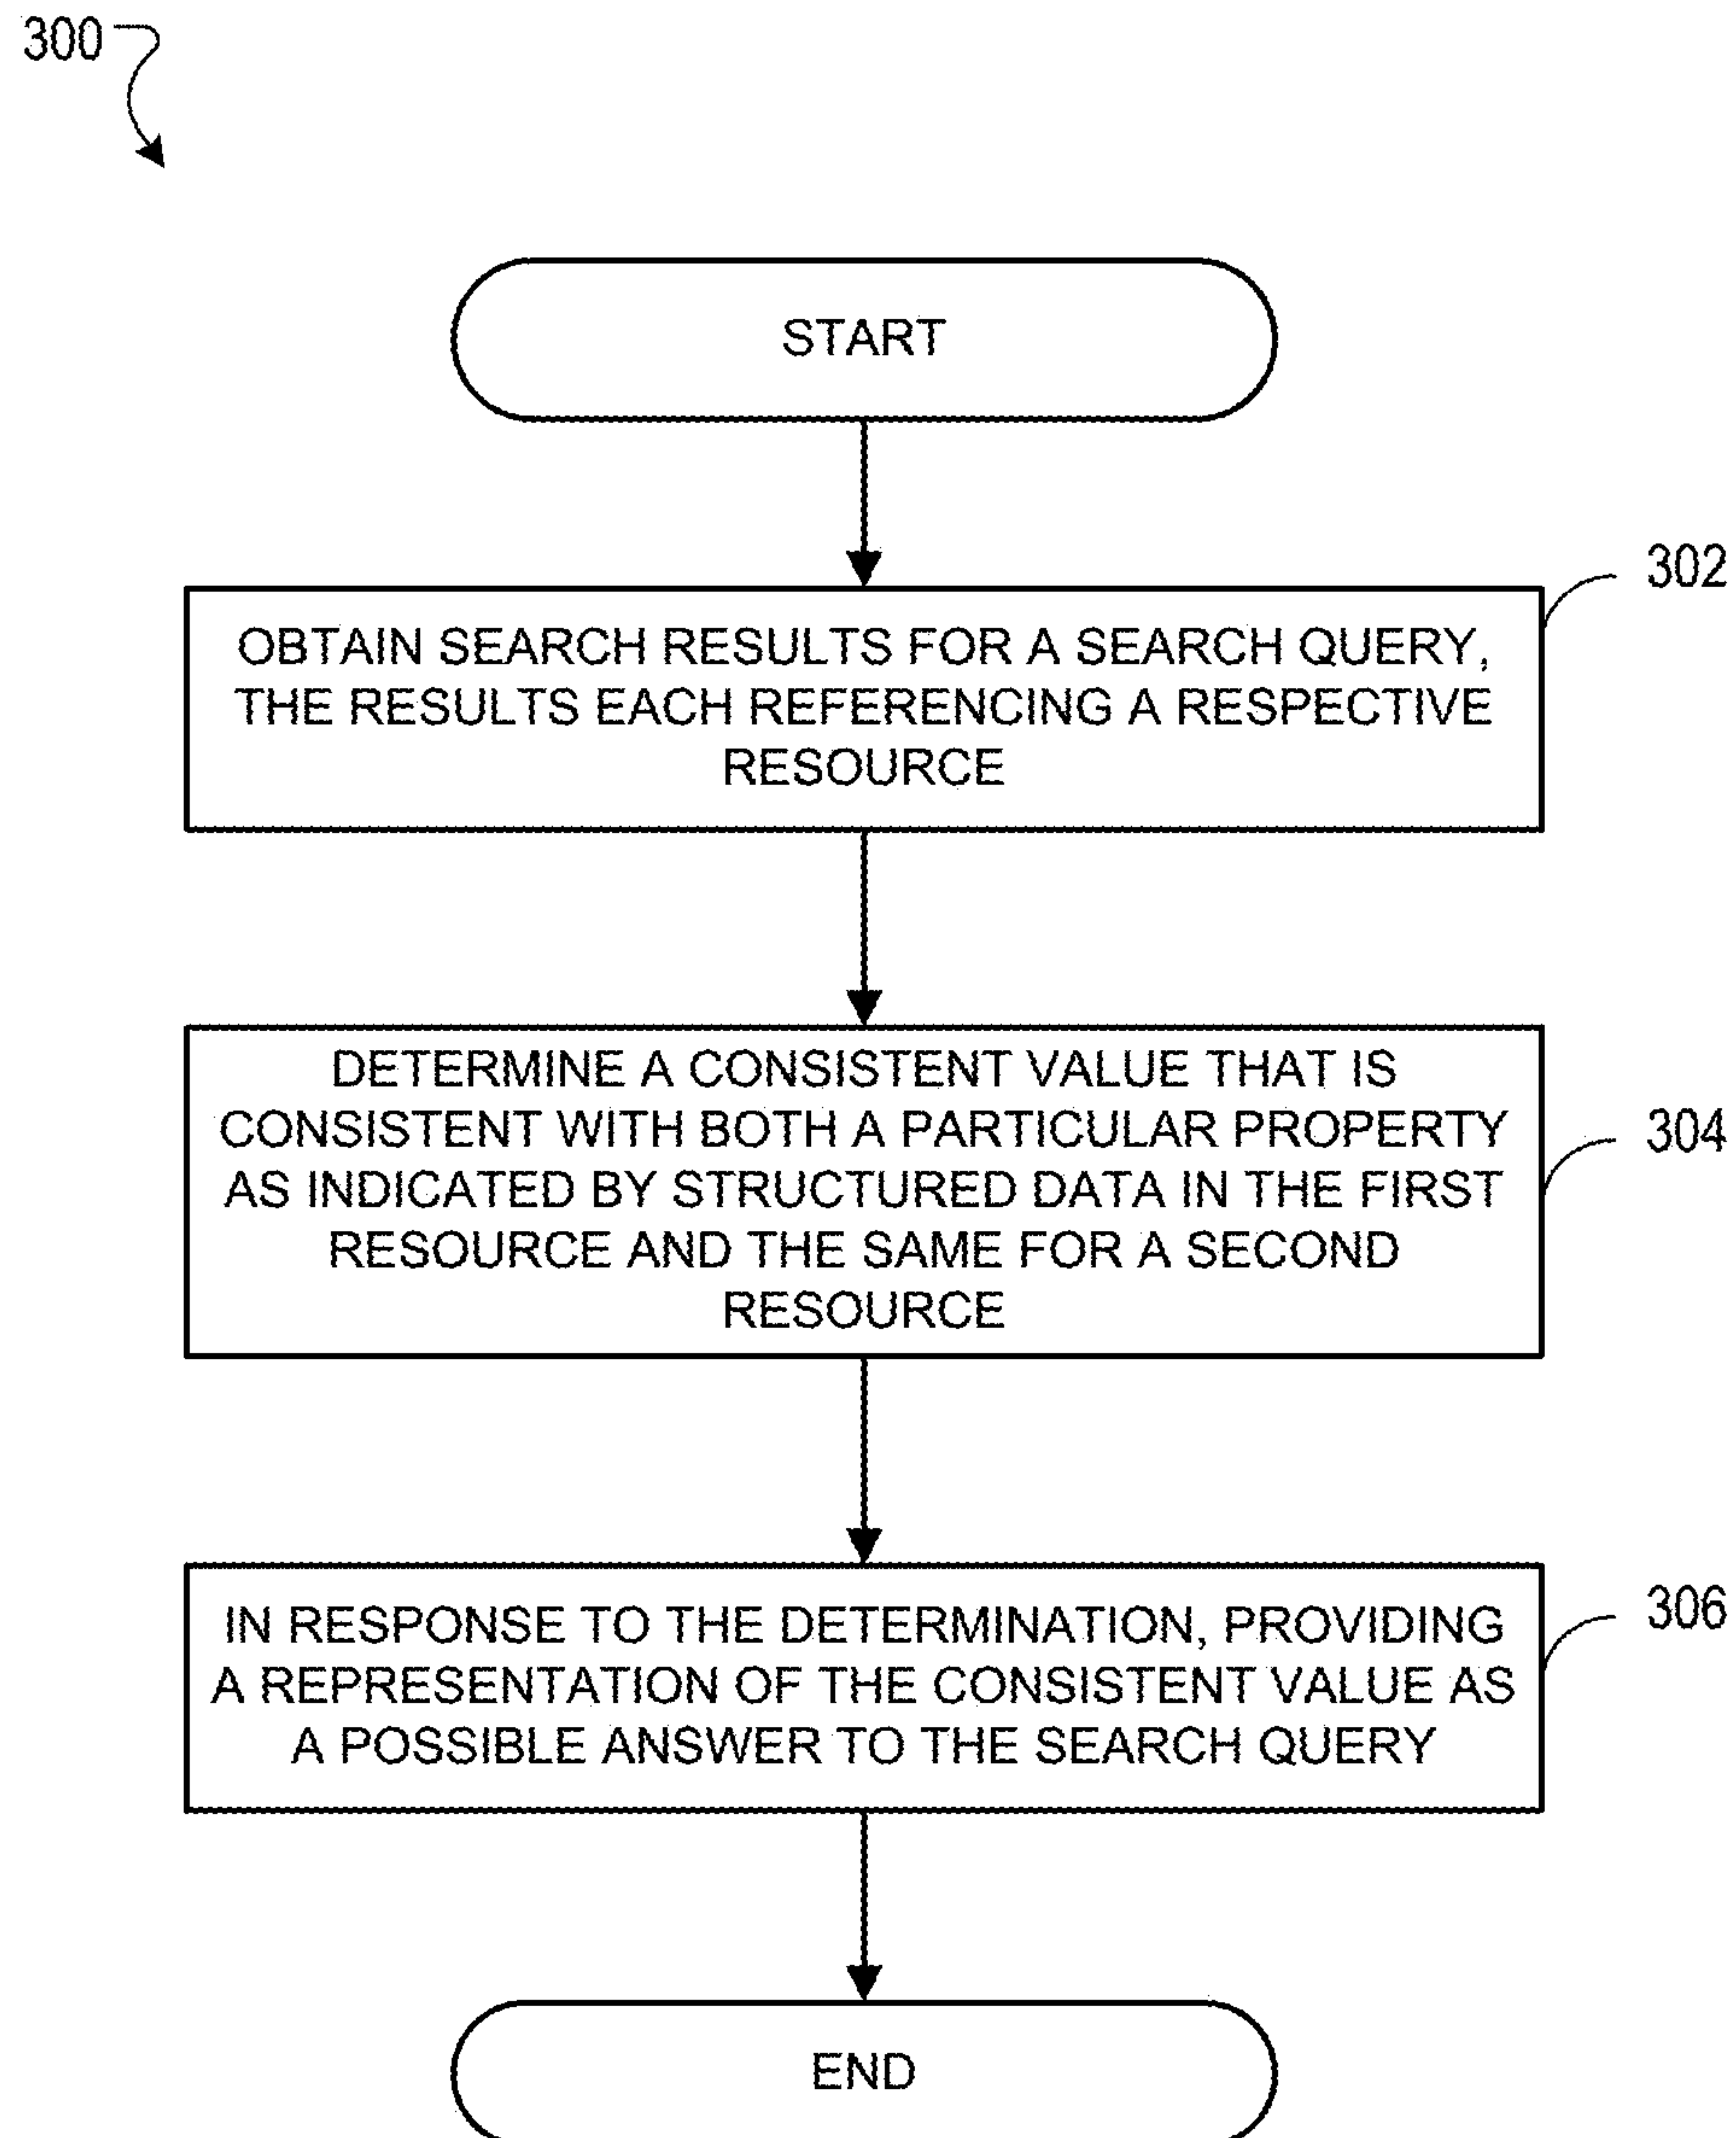 300
START
302
OBTAIN SEARCH RESULTS FOR A SEARCH QUERY,
THE RESULTS EACH REFERENCING A RESPECTIVE
RESOURCE
DETERMINE A CONSISTENT VALUE THAT IS
CONSISTENT WITH BOTH A PARTICULAR PROPERTY
AS INDICATED BY STRUCTURED DATA IN THE FIRST
RESOURCE AND THE SAME FOR A SECOND
RESOURCE
304
IN RESPONSE TO THE DETERMINATION, PROVIDING
A REPRESENTATION OF THE CONSISTENT VALUE AS
A POSSIBLE ANSWER TO THE SEARCH QUERY
306
END